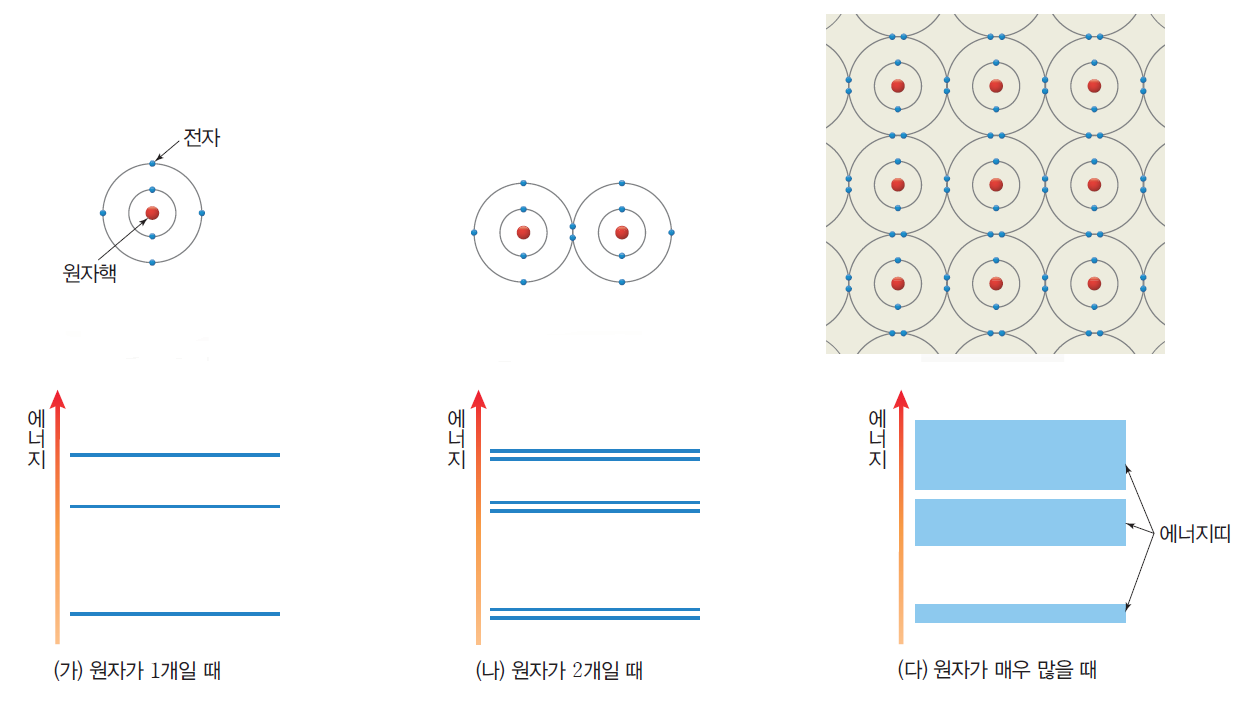 전자
원자핵
에너지
에너지
에너지
에너지띠
(가) 원자가 1개일 때
(나) 원자가 2개일 때
(다) 원자가 매우 많을 때